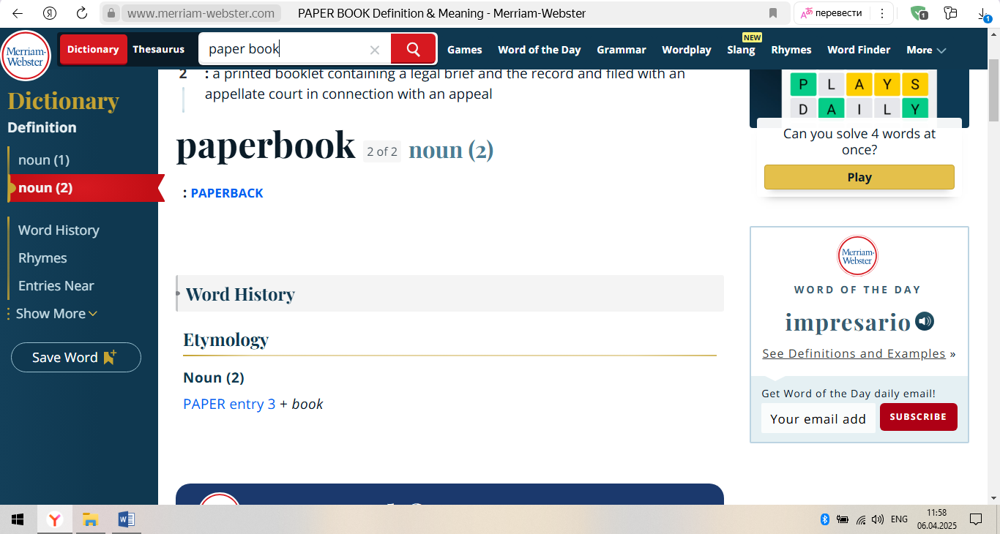 www.merriam-webster.com PAPER BOOK Definition & Meaning - Merriam-Webster перевести 1 1
Merriam-Webster Dictionary Thesaurus paper book Games Word of the Day Grammar Wordplay NEW Slang Rhymes Word Finder More
Dictionary
Definition
noun (1)
noun (2)
Word History
Rhymes
Entries Near
Show More
Save Word
2 : a printed booklet containing a legal brief and the record and filed with an
appellate court in connection with an appeal
paperbook 2 of 2 noun (2)
: PAPERBACK
Word History
Etymology
Noun (2)
PAPER entry 3 + book
P L A Y S
D A I L Y
Can you solve 4 words at
once?
Play
Merriam-
Webster
WORD OF THE DAY
impresario
See Definitions and Examples »
Get Word of the Day daily email!
Your email add SUBSCRIBE
ENG 11:58
06.04.2025